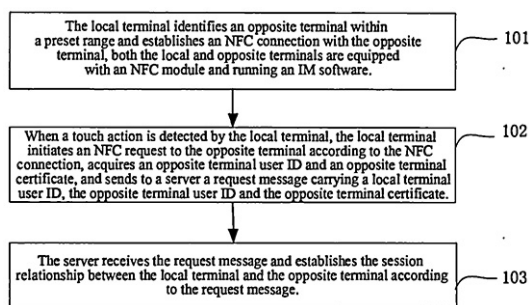 The local terminal identifies an opposite terminal within
a preset range and establishes an NFC connection with the opposite
terminal, both the local and opposite terminals are equipped
with an NFC module and running an IM software.
101
When a touch action is detected by the local terminal, the local terminal
initiates an NFC request to the opposite terminal according to the NFC
connection, acquires an opposite terminal user ID and an opposite terminal
certificate, and sends to a server a request message carrying a local terminal
user ID, the opposite terminal user ID and the opposite terminal certificate.
102
The server receives the request message and establishes the session
relationship between the local terminal and the opposite terminal according
to the request message.
103